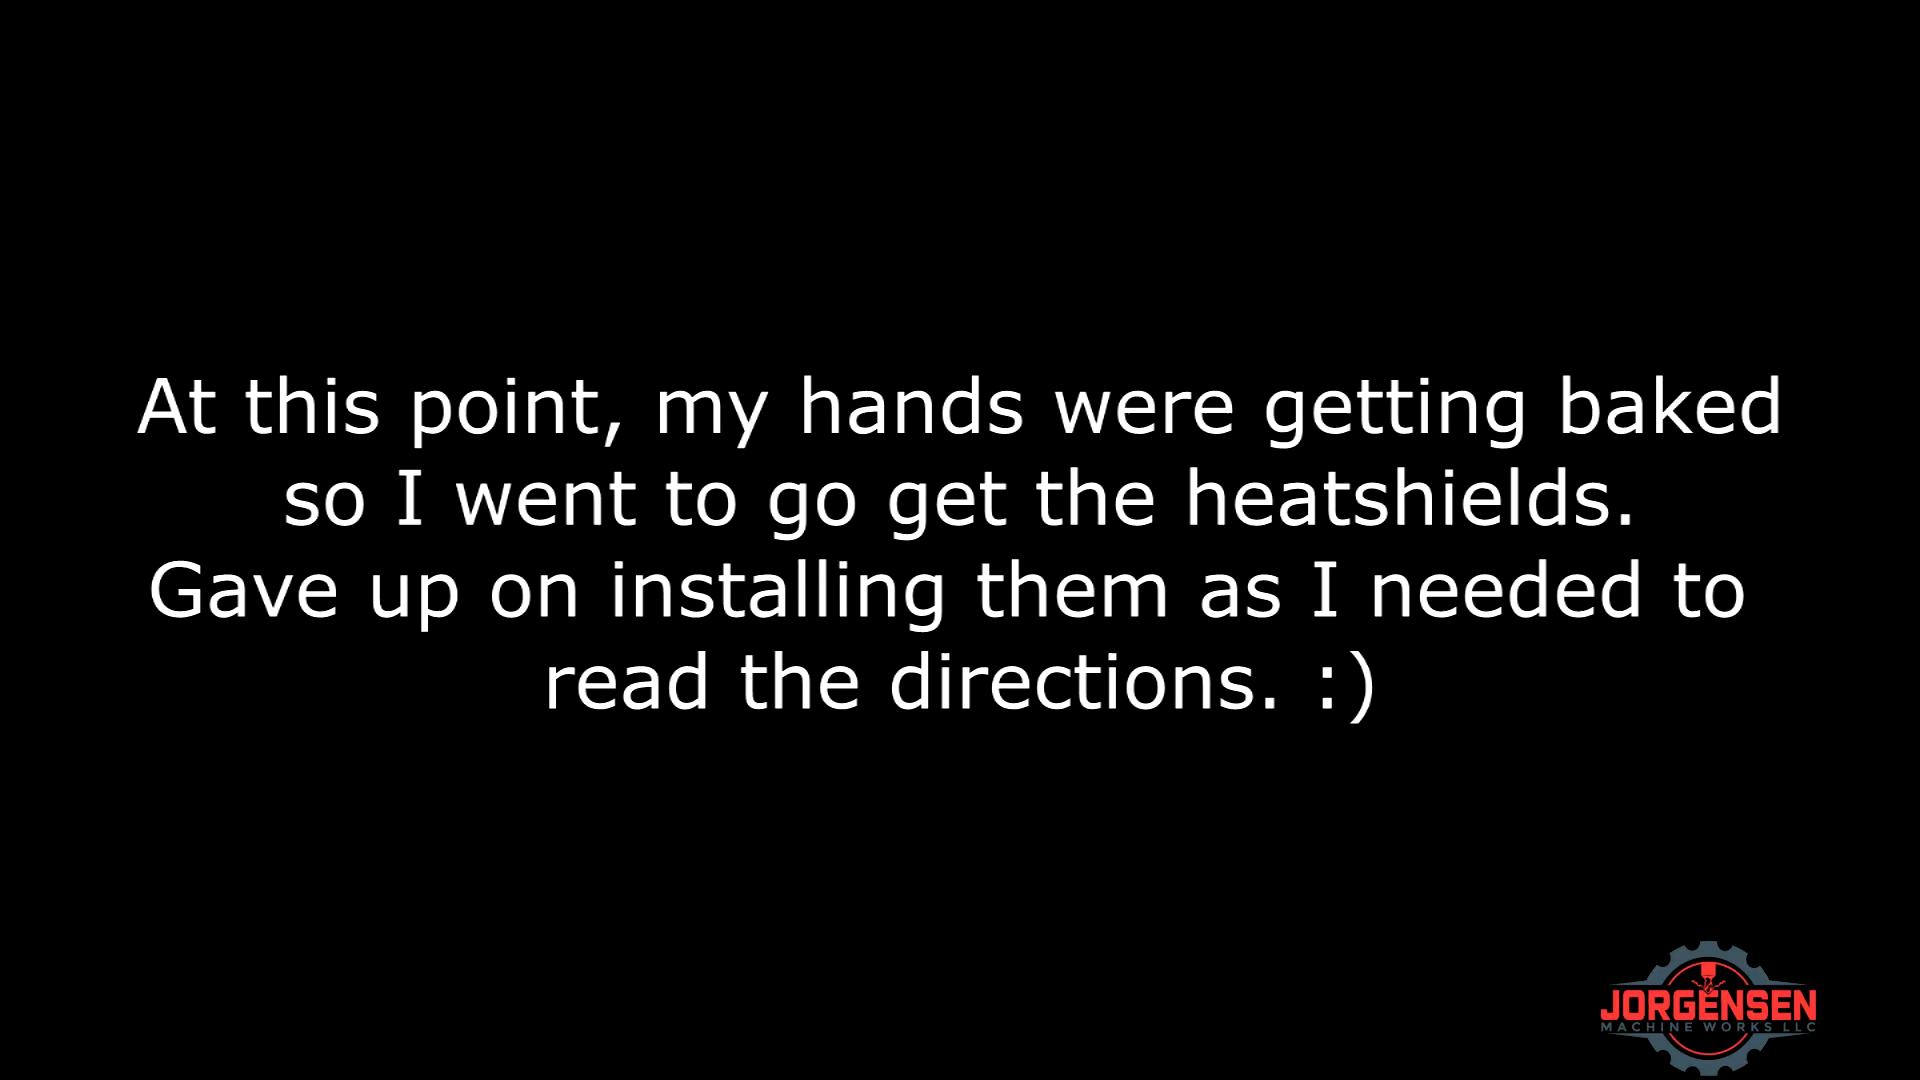 At this point, my hands were getting baked
so I went to go get the heatshields.
Gave up on installing them as I needed to
read the directions. :)
JORGENSEN
MACHINE WORKS LLC